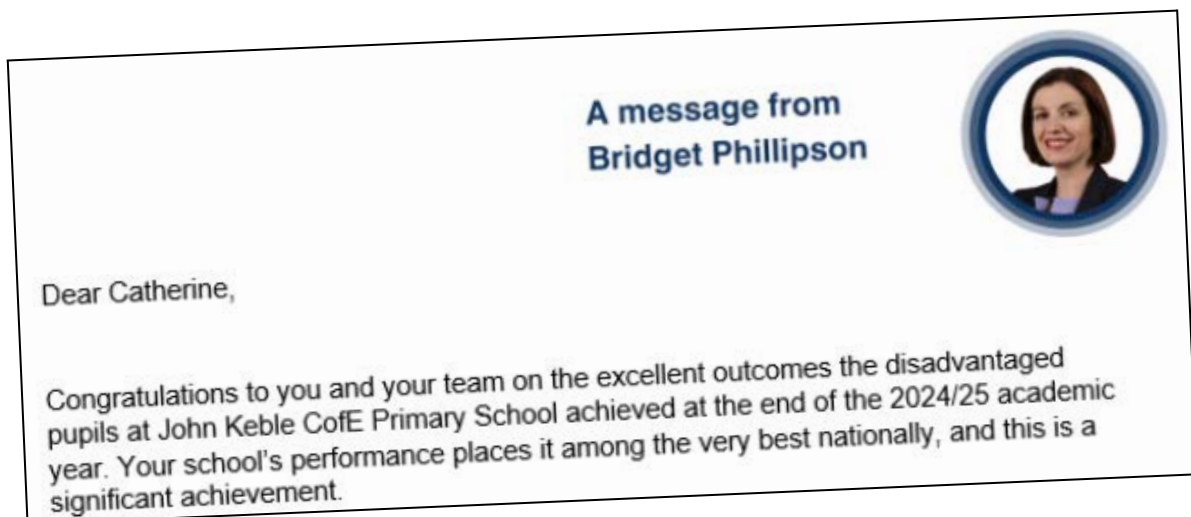 A message from
Bridget Phillipson
Dear Catherine,
Congratulations to you and your team on the excellent outcomes the disadvantaged
pupils at John Keble CofE Primary School achieved at the end of the 2024/25 academic
year. Your school's performance places it among the very best nationally, and this is a
significant achievement.